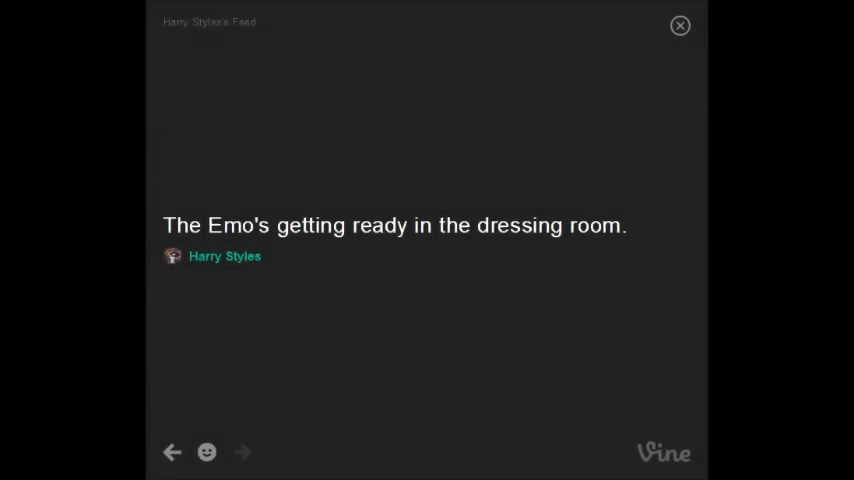 Harry Styles's Feed
The Emo's getting ready in the dressing room.
Harry Styles
Vine